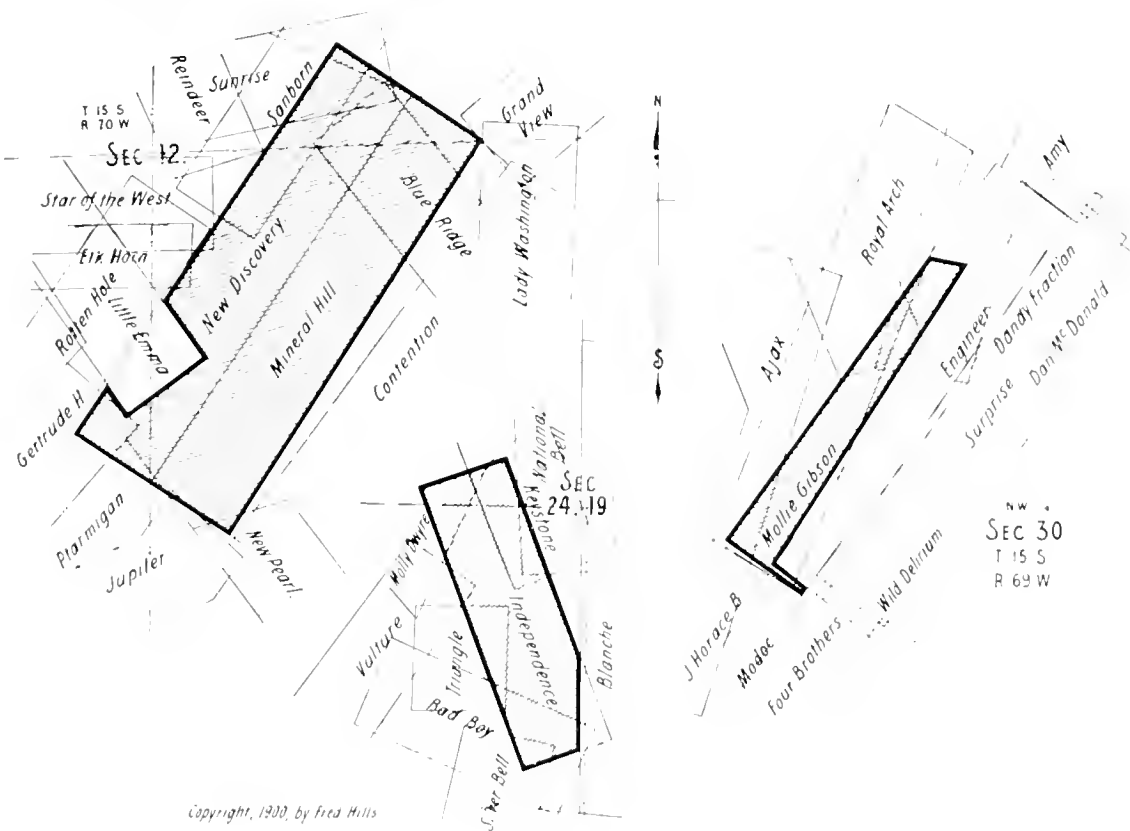 Reindeer
Sunrise
Sanborn
T 15 S
R 70 W
SEC 12
Grand
View
Star of the West
Elk Horn
Rotten Hole
Little Emma
New Discovery
Blue Ridge
Lady Washington
Mineral Hill
Contention
Gertrude H
Ptarmigan
Jupiter
New Pearl
N
S
Royal Arch
Amy
Ajax
Engineer
Dandy Fraction
Surprise
Dan McDonald
Mollie Gibson
NW
SEC 30
T 15 S
R 69 W
J Horace B
Modoc
Four Brothers
Wild Delirium
National
Bell
SEC
24 19
Keystone
Vulture
Triangle
Independence
Blanche
Bad Boy
Silver Bell
Copyright, 1900, by Fred Hills